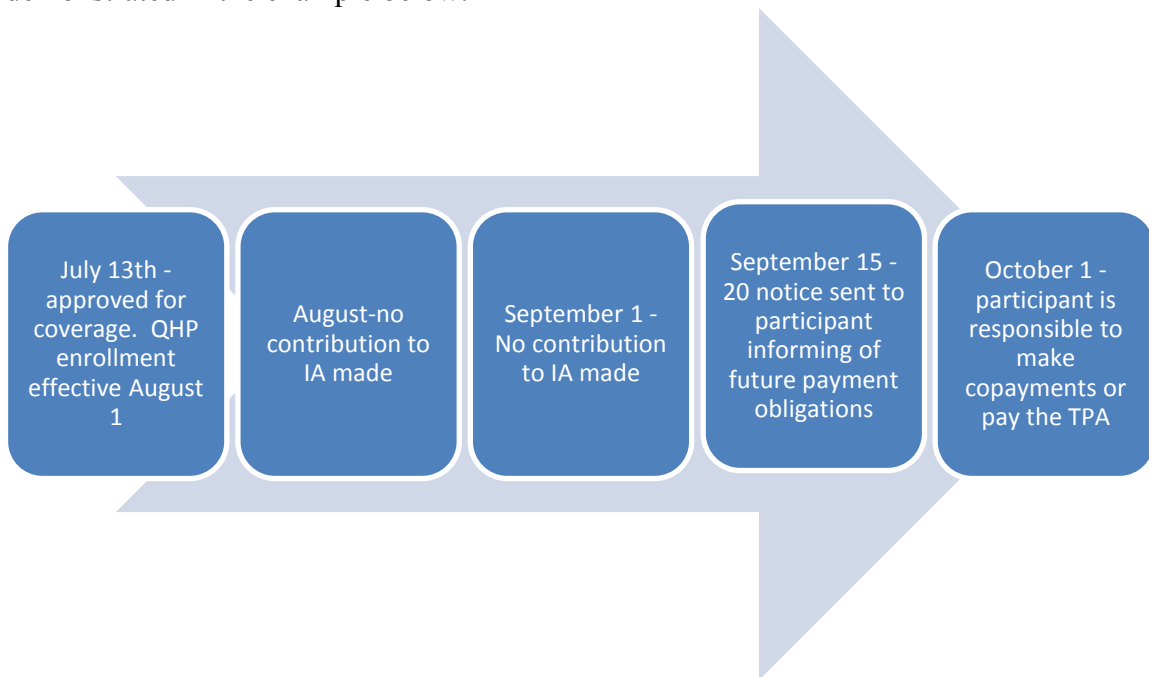 July 13th -
approved for
coverage.  QHP
enrollment
effective August
1
August-no
contribution to
IA made
September 1 -
No contribution
to IA made
September 15 -
20 notice sent to
participant
informing of
future payment
obligations
October 1 -
participant is
responsible to
make
copayments or
pay the TPA